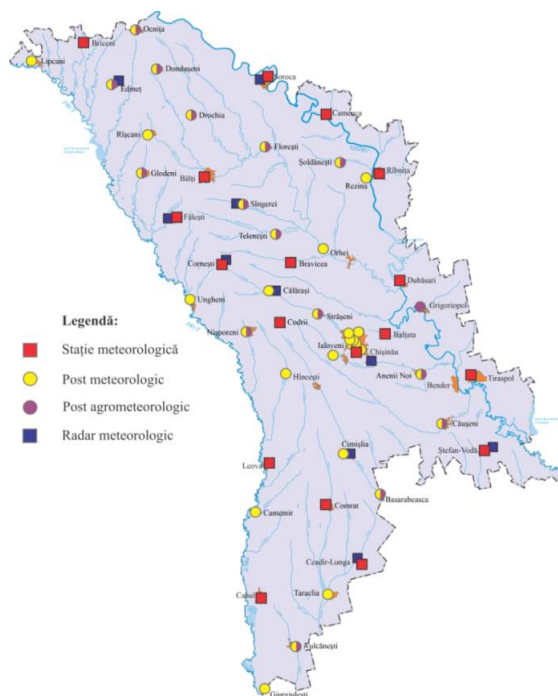 Ocnița
Briceni
Lipcani
Dondușeni
Edineț
Soroca
Camenca
Drochia
Rîșcani
Florești
Șoldănești
Rîbnița
Rezina
Glodeni
Bălți
Sîngerei
Fălești
Telenești
Orhei
Cornești
Bravicea
Dubăsari
Călărași
Ungheni
Grigoriopol
Legendă:
Codrii
Strășeni
Nisporeni
Bălțata
Stație meteorologică
Ialoveni
Chișinău
Post meteorologic
Hîncești
Anenii Noi
Bender
Tiraspol
Post agrometeorologic
Radar meteorologic
Căușeni
Cimișlia
Ștefan-Vodă
Leova
Basarabeasca
Comrat
Cantemir
Ceadîr-Lunga
Taraclia
Cahul
Vulcănești
Giurgiulești